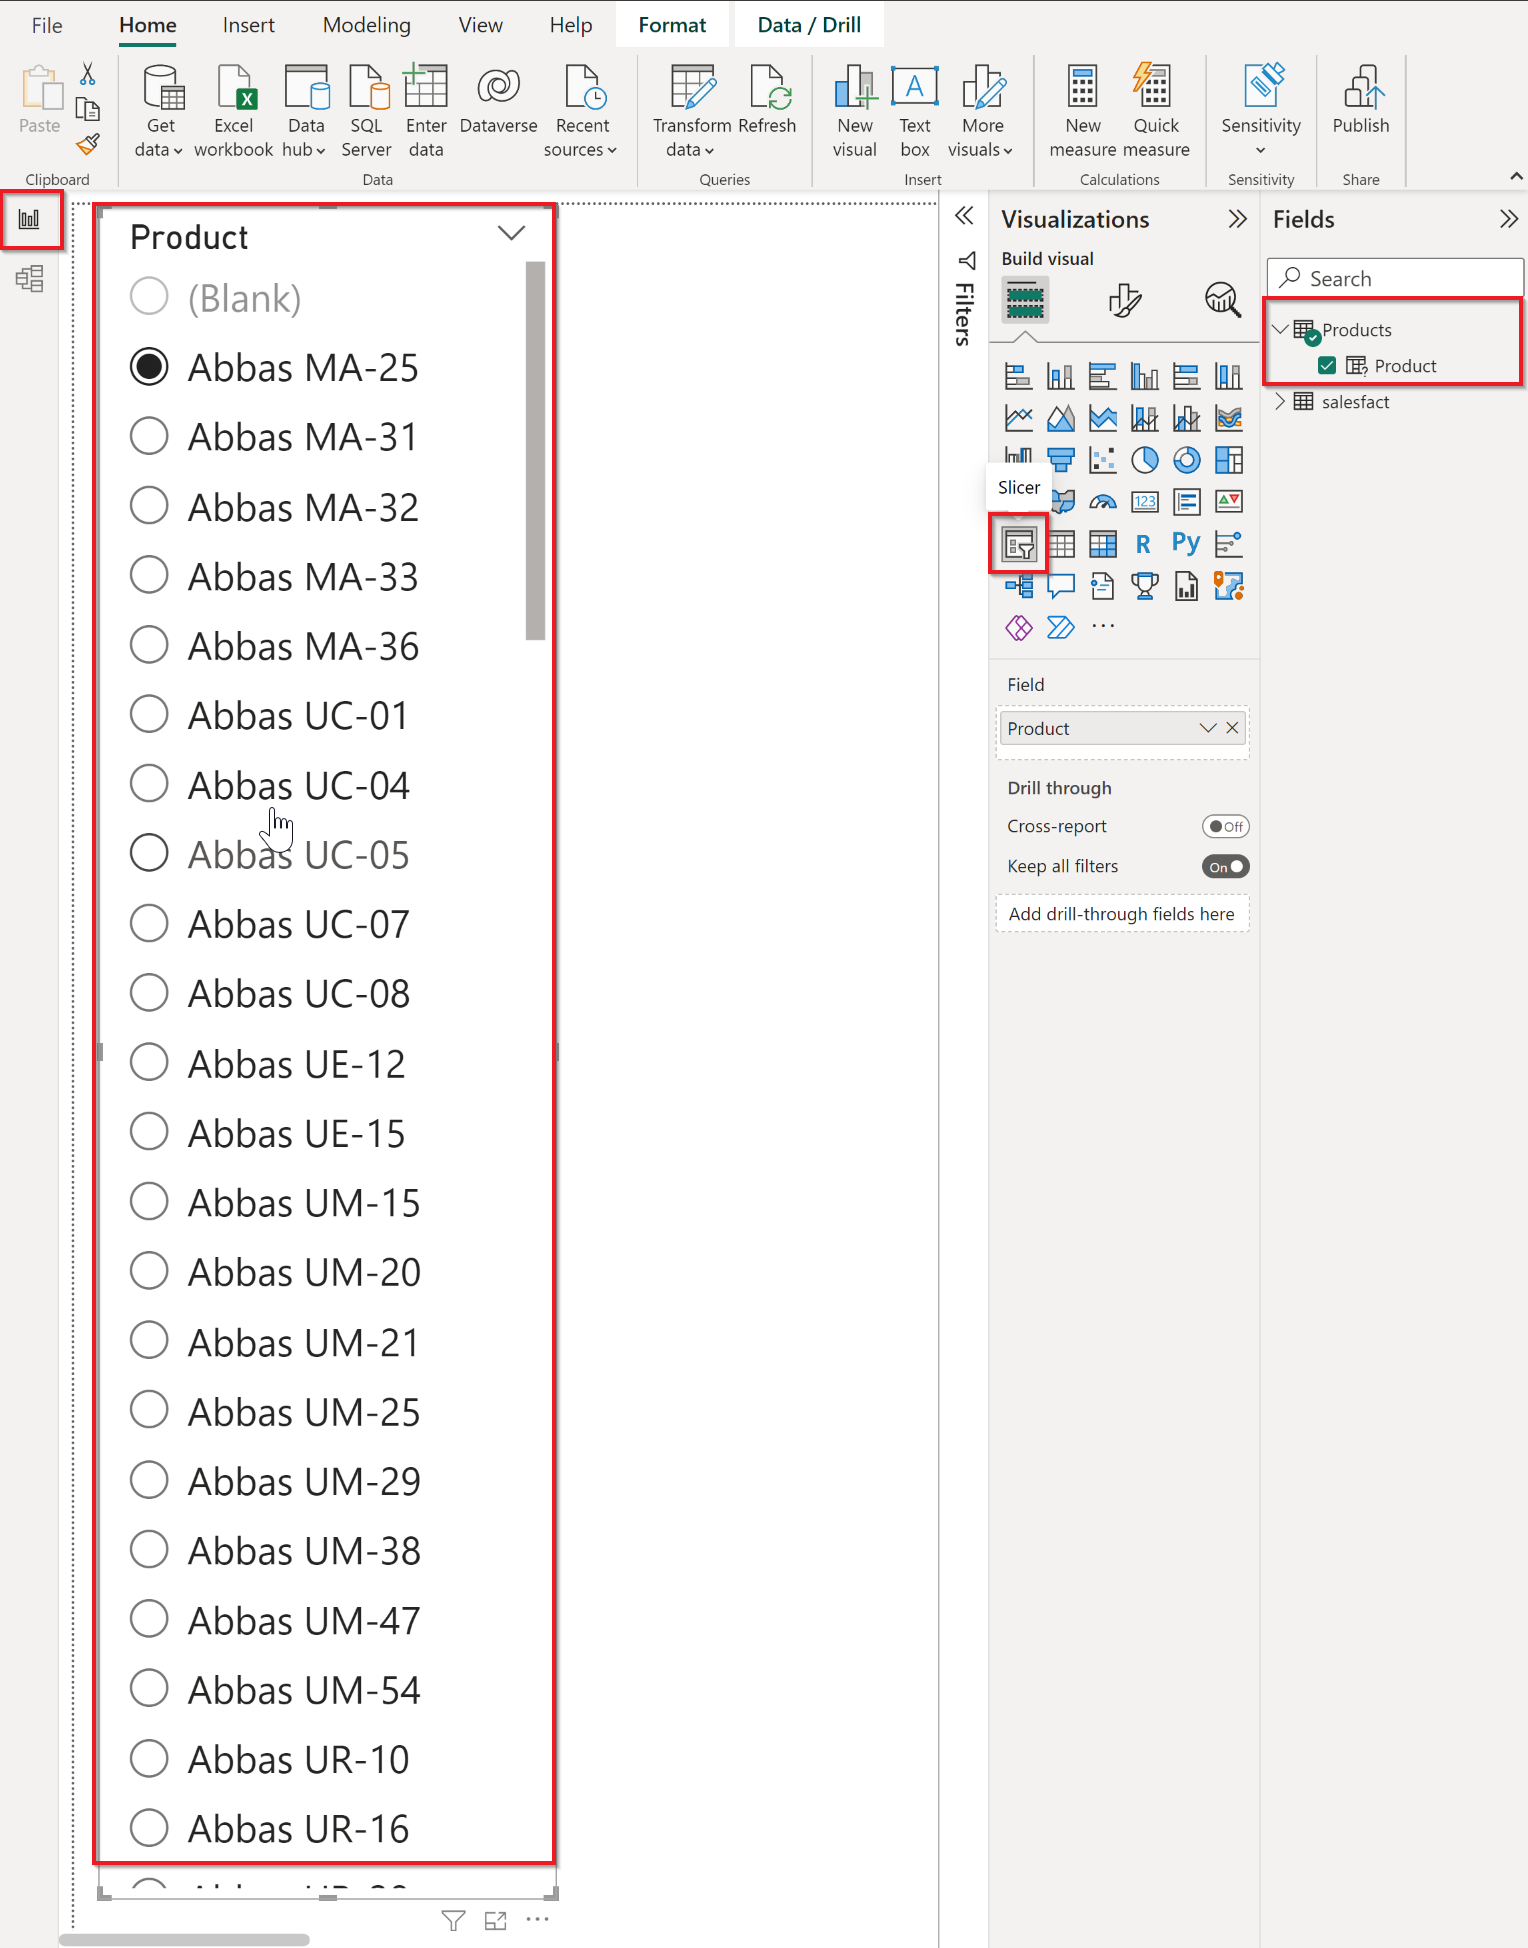 File Home Insert Modeling View Help Format Data / Drill
Paste
Get data
Excel workbook
Data hub
SQL Server
Enter data
Dataverse
Recent sources
Transform data
Refresh
New visual
A
Text box
More visuals
New measure
Quick measure
Sensitivity
Publish
Clipboard
Data
Queries
Insert
Calculations
Sensitivity
Share
Product
(Blank)
Abbas MA-25
Abbas MA-31
Abbas MA-32
Abbas MA-33
Abbas MA-36
Abbas UC-01
Abbas UC-04
Abbas UC-05
Abbas UC-07
Abbas UC-08
Abbas UE-12
Abbas UE-15
Abbas UM-15
Abbas UM-20
Abbas UM-21
Abbas UM-25
Abbas UM-29
Abbas UM-38
Abbas UM-47
Abbas UM-54
Abbas UR-10
Abbas UR-16
Filters
Visualizations
Build visual
Slicer
123
R Py
Field
Product
Drill through
Cross-report Off
Keep all filters On
Add drill-through fields here
Fields
Search
Products
Product
salesfact